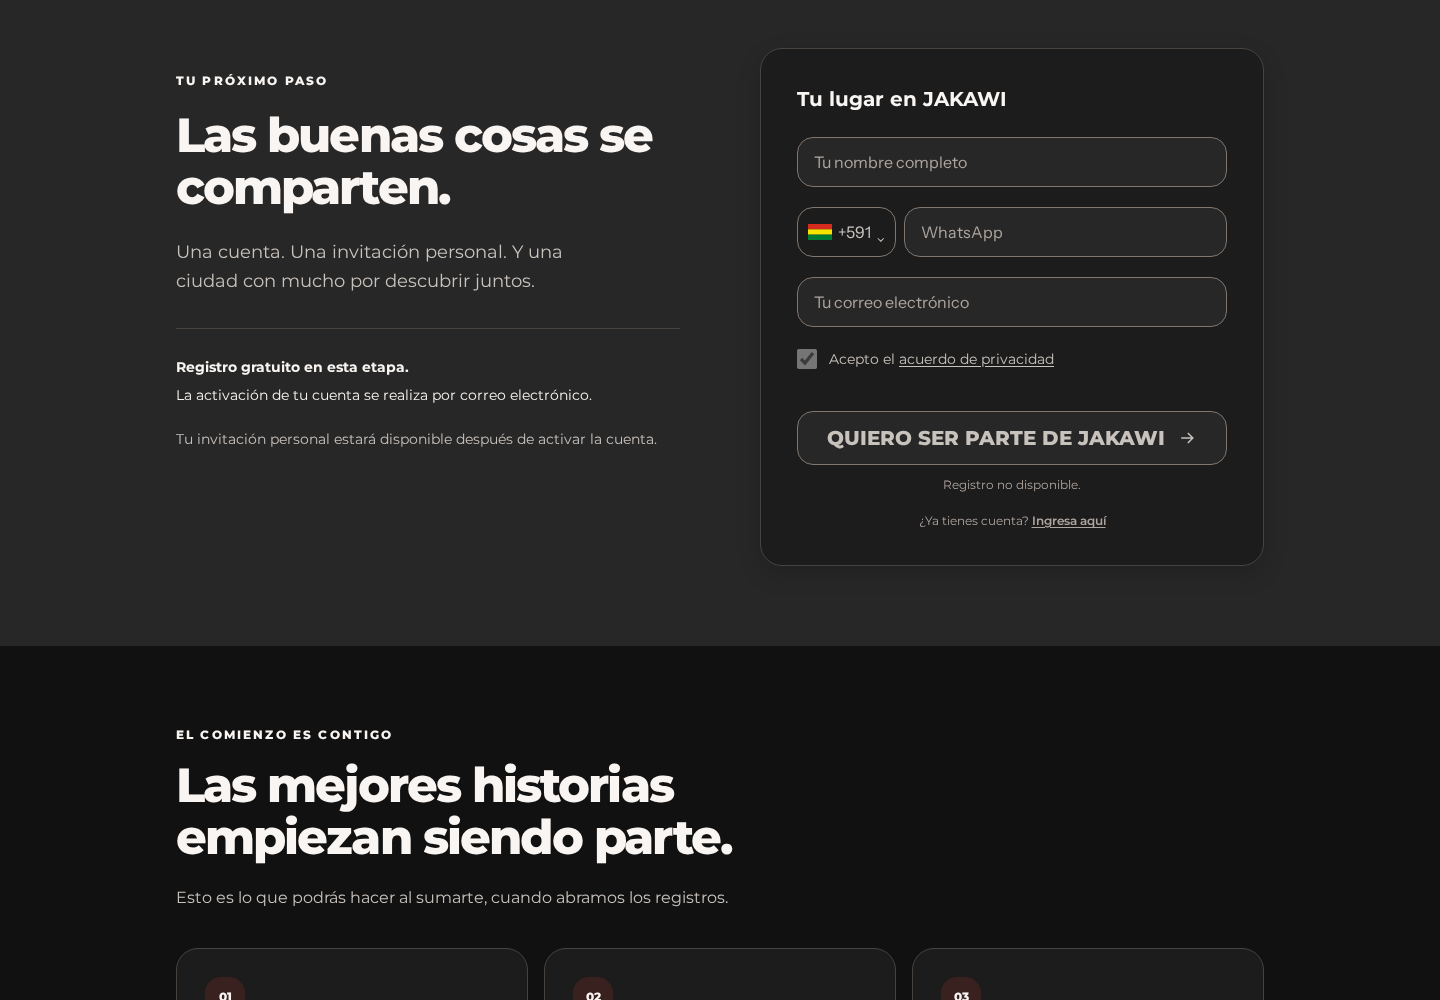 TU PRÓXIMO PASO
Las buenas cosas se
comparten.
Una cuenta. Una invitación personal. Y una
ciudad con mucho por descubrir juntos.
Registro gratuito en esta etapa.
La activación de tu cuenta se realiza por correo electrónico.
Tu invitación personal estará disponible después de activar la cuenta.
Tu lugar en JAKAWI
Tu nombre completo
+591 WhatsApp
Tu correo electrónico
Acepto el acuerdo de privacidad
QUIERO SER PARTE DE JAKAWI →
Registro no disponible.
¿Ya tienes cuenta? Ingresa aquí
EL COMIENZO ES CONTIGO
Las mejores historias
empiezan siendo parte.
Esto es lo que podrás hacer al sumarte, cuando abramos los registros.
01 02 03